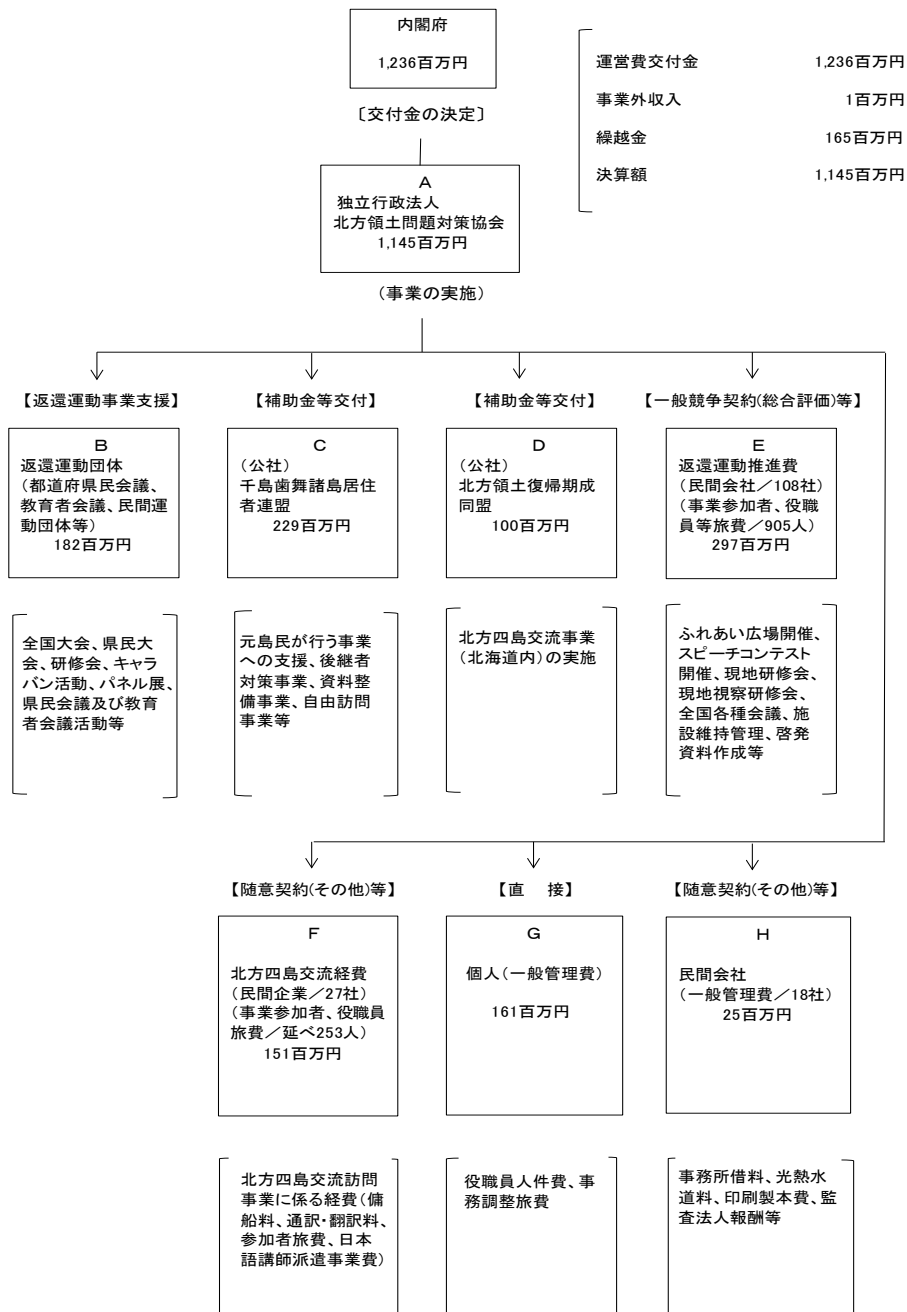 内閣府
1,236百万円
〔交付金の決定〕
運営費交付金 1,236百万円
事業外収入 1百万円
繰越金 165百万円
決算額 1,145百万円
A
独立行政法人
北方領土問題対策協会
1,145百万円
(事業の実施)
【返還運動事業支援】
B
返還運動団体
(都道府県民会議、
教育者会議、民間運
動団体等)
182百万円
全国大会、県民大
会、研修会、キャラ
バン活動、パネル展、
県民会議及び教育
者会議活動等
【補助金等交付】
C
(公社)
千島歯舞諸島居住
者連盟
229百万円
元島民が行う事業
への支援、後継者
対策事業、資料整
備事業、自由訪問
事業等
【補助金等交付】
D
(公社)
北方領土復帰期成
同盟
100百万円
北方四島交流事業
(北海道内)の実施
【一般競争契約(総合評価)等】
E
返還運動推進費
(民間会社/108社)
(事業参加者、役職
員等旅費/905人)
297百万円
ふれあい広場開催、
スピーチコンテスト
開催、現地研修会、
現地視察研修会、
全国各種会議、施
設維持管理、啓発
資料作成等
【随意契約(その他)等】
F
北方四島交流経費
(民間企業/27社)
(事業参加者、役職員
旅費/延べ253人)
151百万円
北方四島交流訪問
事業に係る経費(傭
船料、通訳・翻訳料、
参加者旅費、日本
語講師派遣事業費)
【直 接】
G
個人(一般管理費)
161百万円
役職員人件費、事
務調整旅費
【随意契約(その他)等】
H
民間会社
(一般管理費/18社)
25百万円
事務所借料、光熱水
道料、印刷製本費、監
査法人報酬等